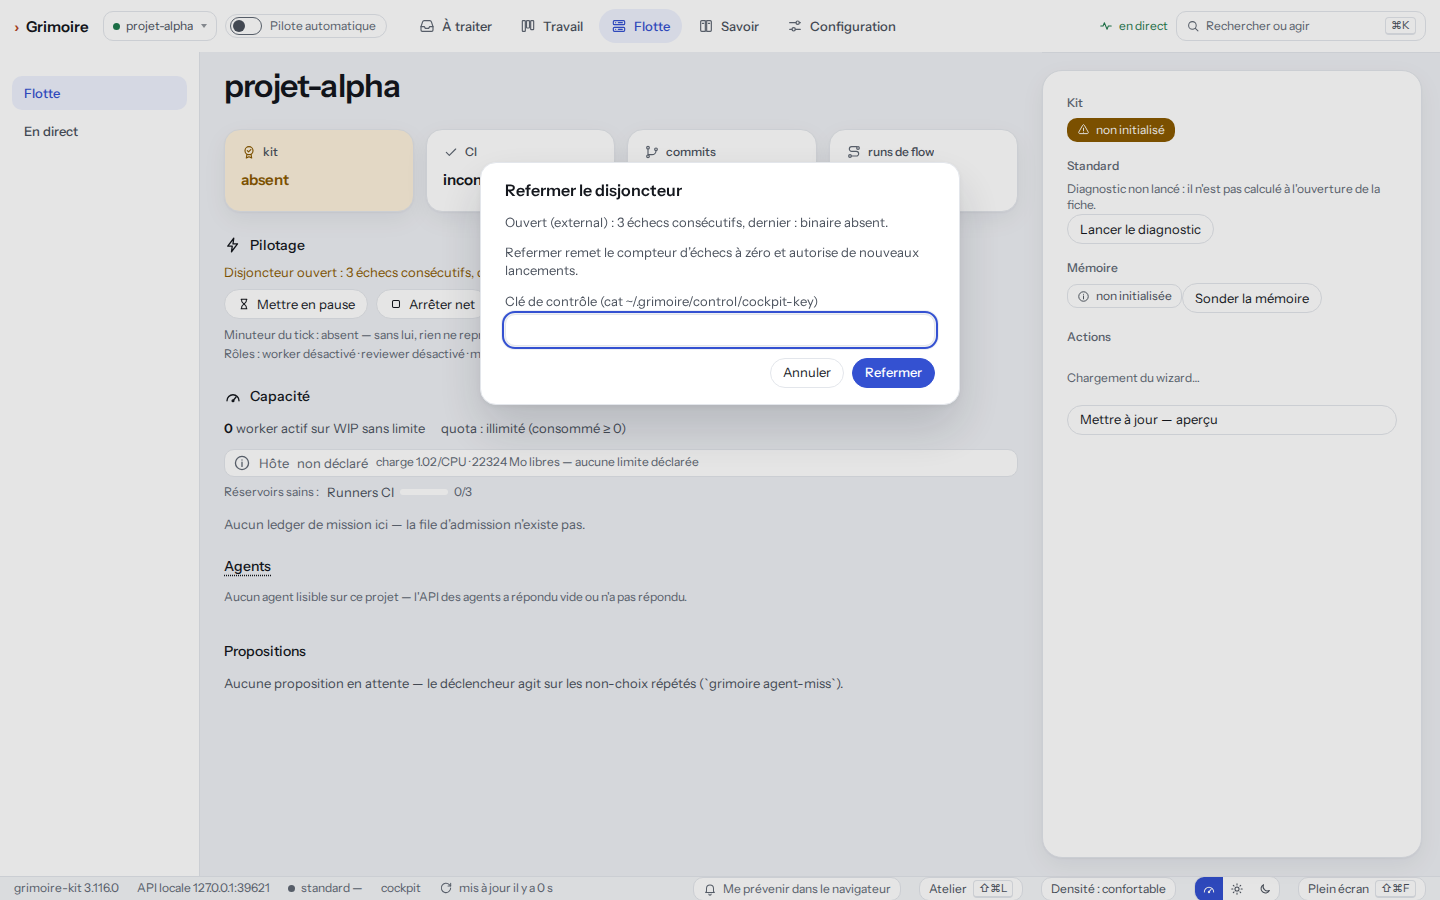 › Grimoire
projet-alpha
Pilote automatique
À traiter
Travail
Flotte
Savoir
Configuration
en direct
Rechercher ou agir
⌘K
Flotte
En direct
projet-alpha
kit
absent
CI
commits
runs de flow
Pilotage
Disjoncteur ouvert : 3 échecs consécutifs,
Mettre en pause
Arrêter net
Minuteur du tick : absent — sans lui, rien ne
Rôles : worker désactivé · reviewer désactivé ·
Capacité
0 worker actif sur WIP sans limite
quota : illimité (consommé ≥ 0)
Hôte non déclaré charge 1.02/CPU · 22324 Mo libres — aucune limite déclarée
Réservoirs sains : Runners CI 0/3
Aucun ledger de mission ici — la file d'admission n'existe pas.
Agents
Aucun agent lisible sur ce projet — l'API des agents a répondu vide ou n'a pas répondu.
Propositions
Aucune proposition en attente — le déclencheur agit sur les non-choix répétés (`grimoire agent-miss`).
Refermer le disjoncteur
Ouvert (external) : 3 échecs consécutifs, dernier : binaire absent.
Refermer remet le compteur d'échecs à zéro et autorise de nouveaux
lancements.
Clé de contrôle (cat ~/.grimoire/control/cockpit-key)
Annuler
Refermer
Kit
non initialisé
Standard
Diagnostic non lancé : il n'est pas calculé à l'ouverture de la
fiche.
Lancer le diagnostic
Mémoire
non initialisée
Sonder la mémoire
Actions
Chargement du wizard…
Mettre à jour — aperçu
grimoire-kit 3.116.0
API locale 127.0.0.1:39621
standard —
cockpit
mis à jour il y a 0 s
Me prévenir dans le navigateur
Atelier ⇧⌘L
Densité : confortable
Plein écran ⇧⌘F